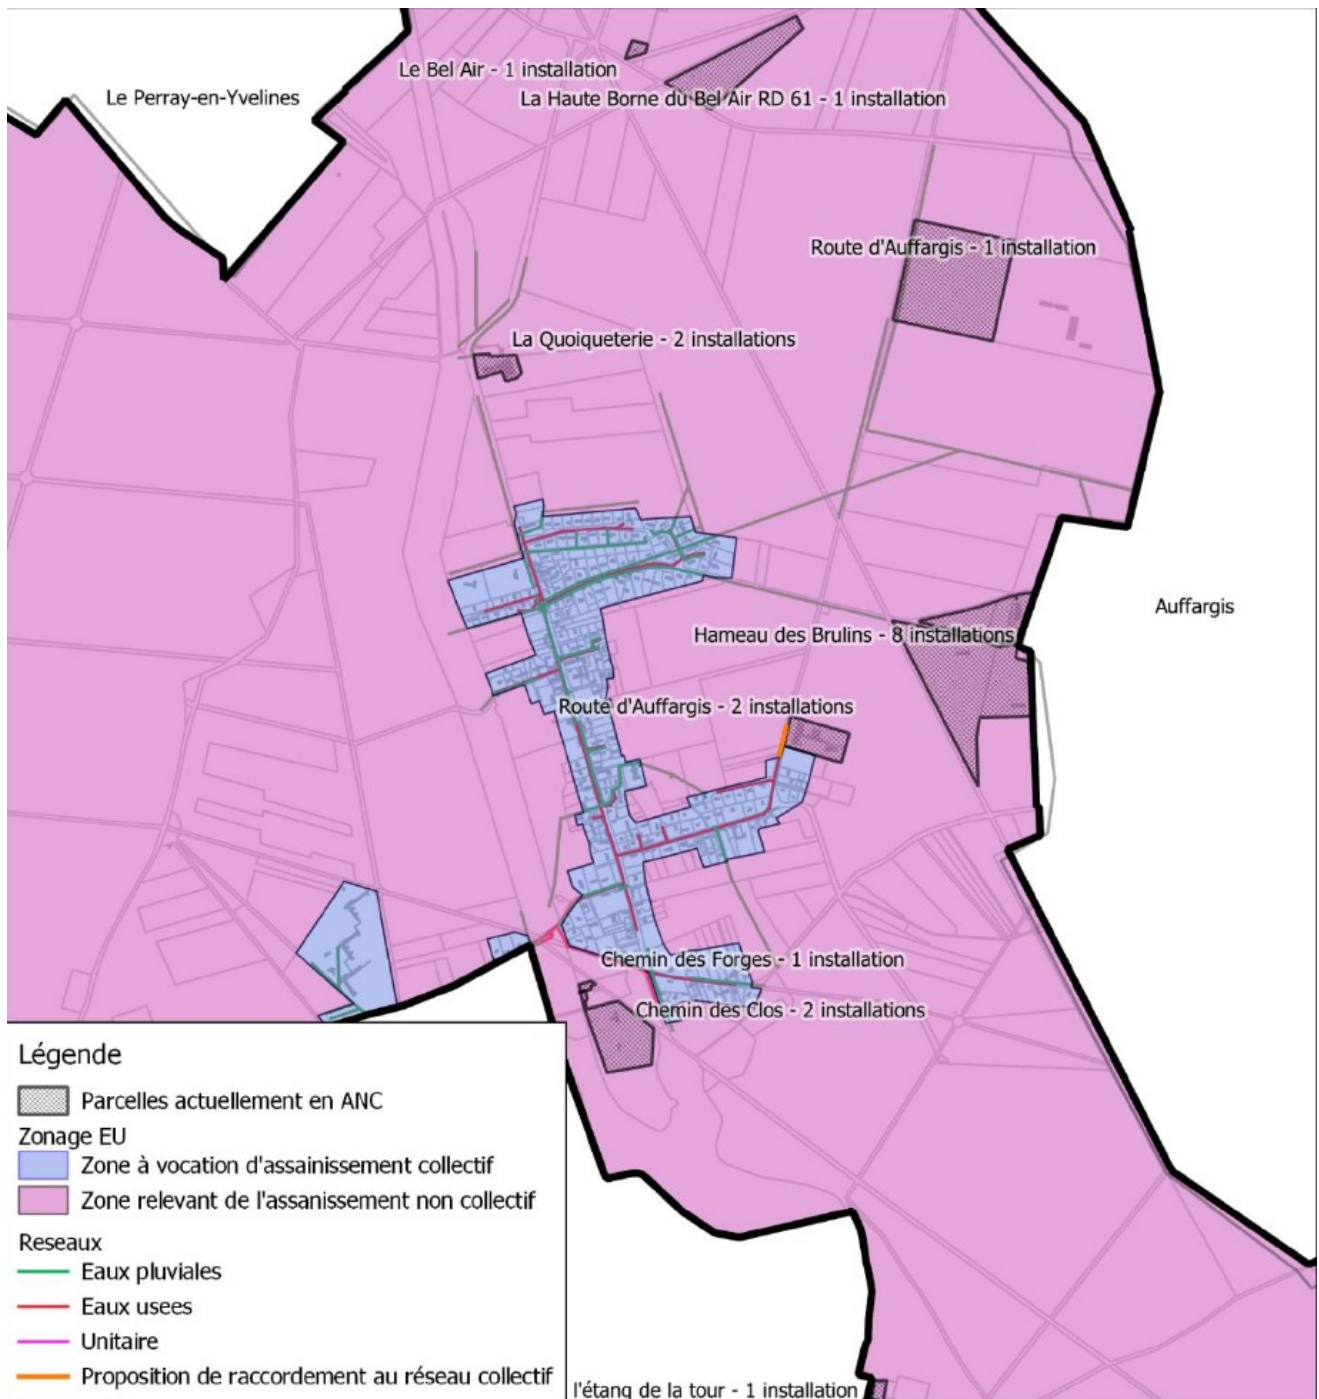 Le Bel Air - 1 installation
Le Perray-en-Yvelines
La Haute Borne du Bel Air RD 61 - 1 installation
Route d'Auffargis - 1 installation
La Quoiqueterie - 2 installations
Auffargis
Hameau des Brulins - 8 installations
Route d'Auffargis - 2 installations
Chemin des Forges - 1 installation
Chemin des Clos - 2 installations
Légende
Parcelles actuellement en ANC
Zonage EU
Zone à vocation d'assainissement collectif
Zone relevant de l'assanissement non collectif
Reseaux
Eaux pluviales
Eaux usees
Unitaire
Proposition de raccordement au réseau collectif
l'étang de la tour - 1 installation